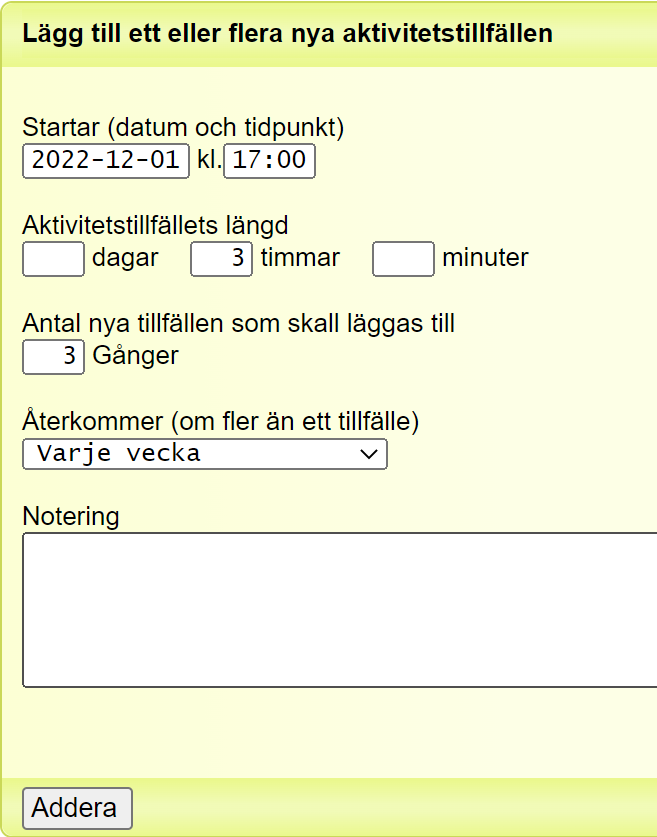 Lägg till ett eller flera nya aktivitetstillfällen
Startar (datum och tidpunkt)
2022-12-01 kl. 17:00
Aktivitetstillfällets längd
dagar 3 timmar minuter
Antal nya tillfällen som skall läggas till
3 Gånger
Återkommer (om fler än ett tillfälle)
Varje vecka
Notering
Addera